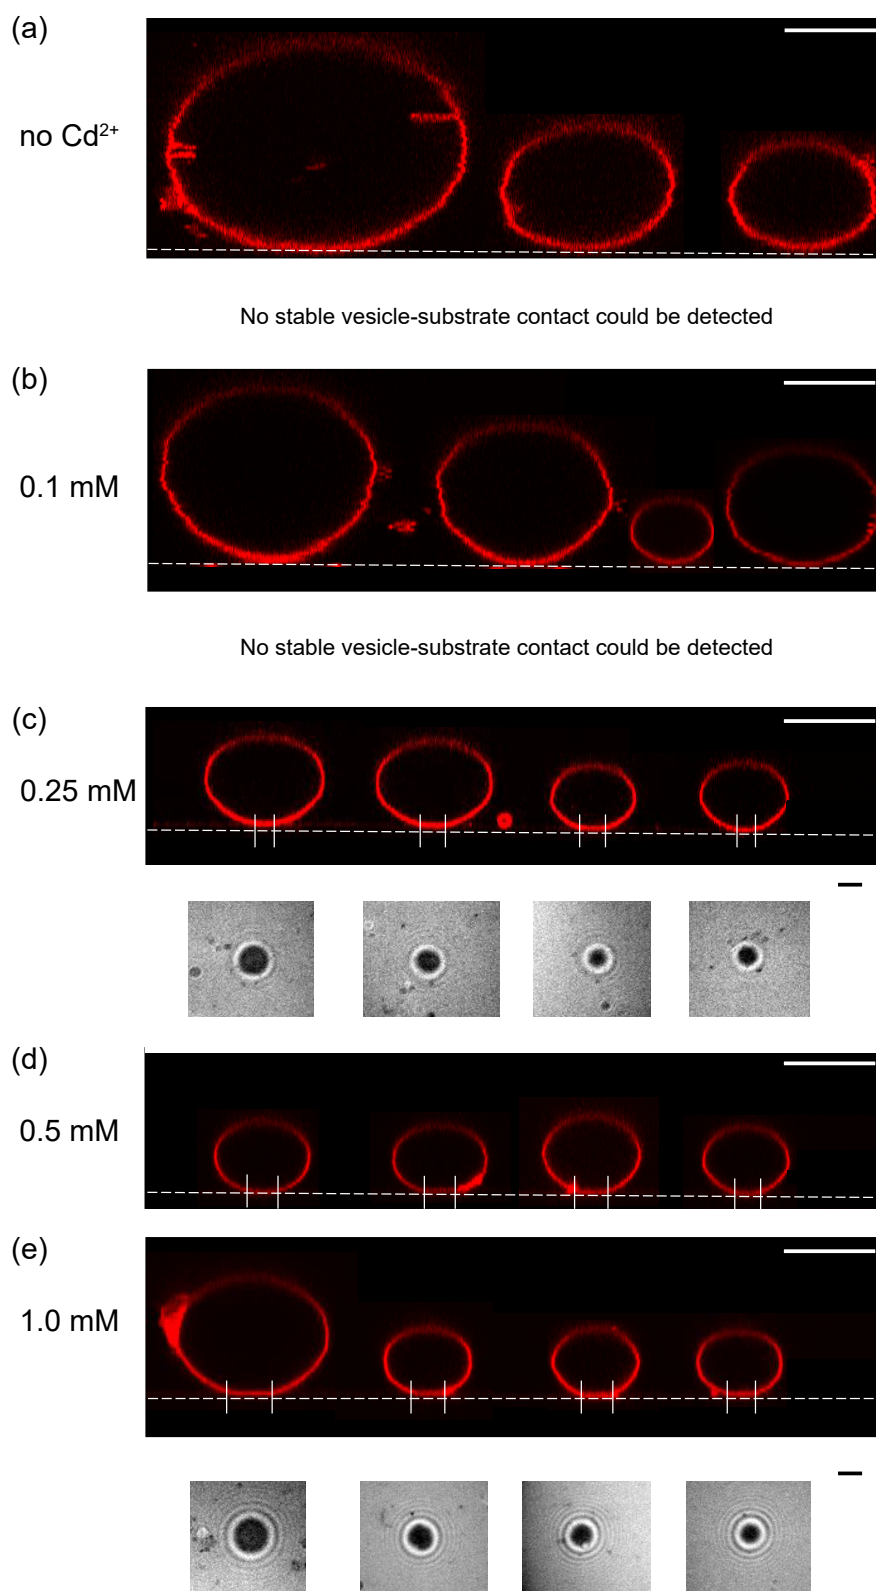 (a)
no Cd²⁺
No stable vesicle-substrate contact could be detected
(b)
0.1 mM
No stable vesicle-substrate contact could be detected
(c)
0.25 mM
(d)
0.5 mM
(e)
1.0 mM